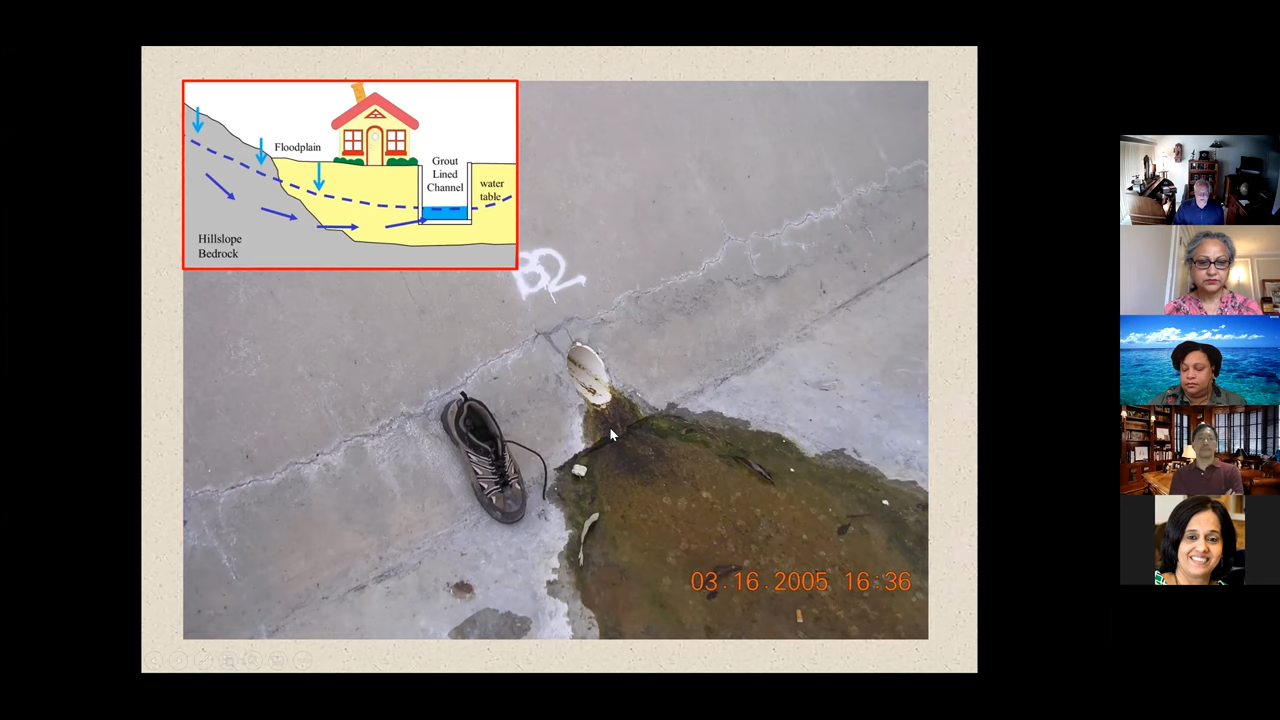 Floodplain
Grout
Lined
Channel
water
table
Hillslope
Bedrock
B2
03.16.2005 16:36